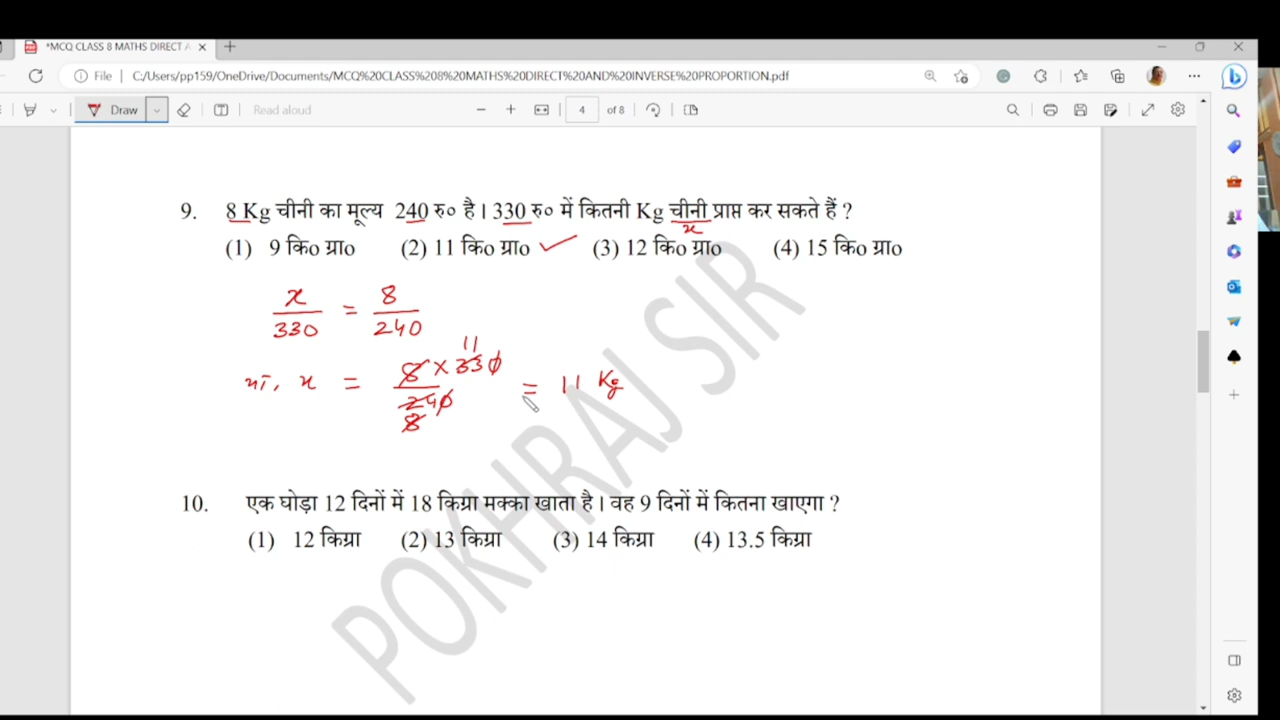 *MCQ CLASS 8 MATHS DIRECT A
File C:/Users/pp159/OneDrive/Documents/MCQ%20CLASS%208%20MATHS%20DIRECT%20AND%20INVERSE%20PROPORTION.pdf
Draw Read aloud 4 of 8
9. 8 Kg चीनी का मूल्य 240 रु० है। 330 रु० में कितनी Kg चीनी प्राप्त कर सकते हैं ?
x
(1) 9 कि० ग्रा० (2) 11 कि० ग्रा० ✓ (3) 12 कि० ग्रा० (4) 15 कि० ग्रा०
x/330 = 8/240
11
या, x = 8 × 330/240 = 11 Kg
8
10. एक घोड़ा 12 दिनों में 18 किग्रा मक्का खाता है। वह 9 दिनों में कितना खाएगा ?
(1) 12 किग्रा (2) 13 किग्रा (3) 14 किग्रा (4) 13.5 किग्रा
POKHRAJ SIR